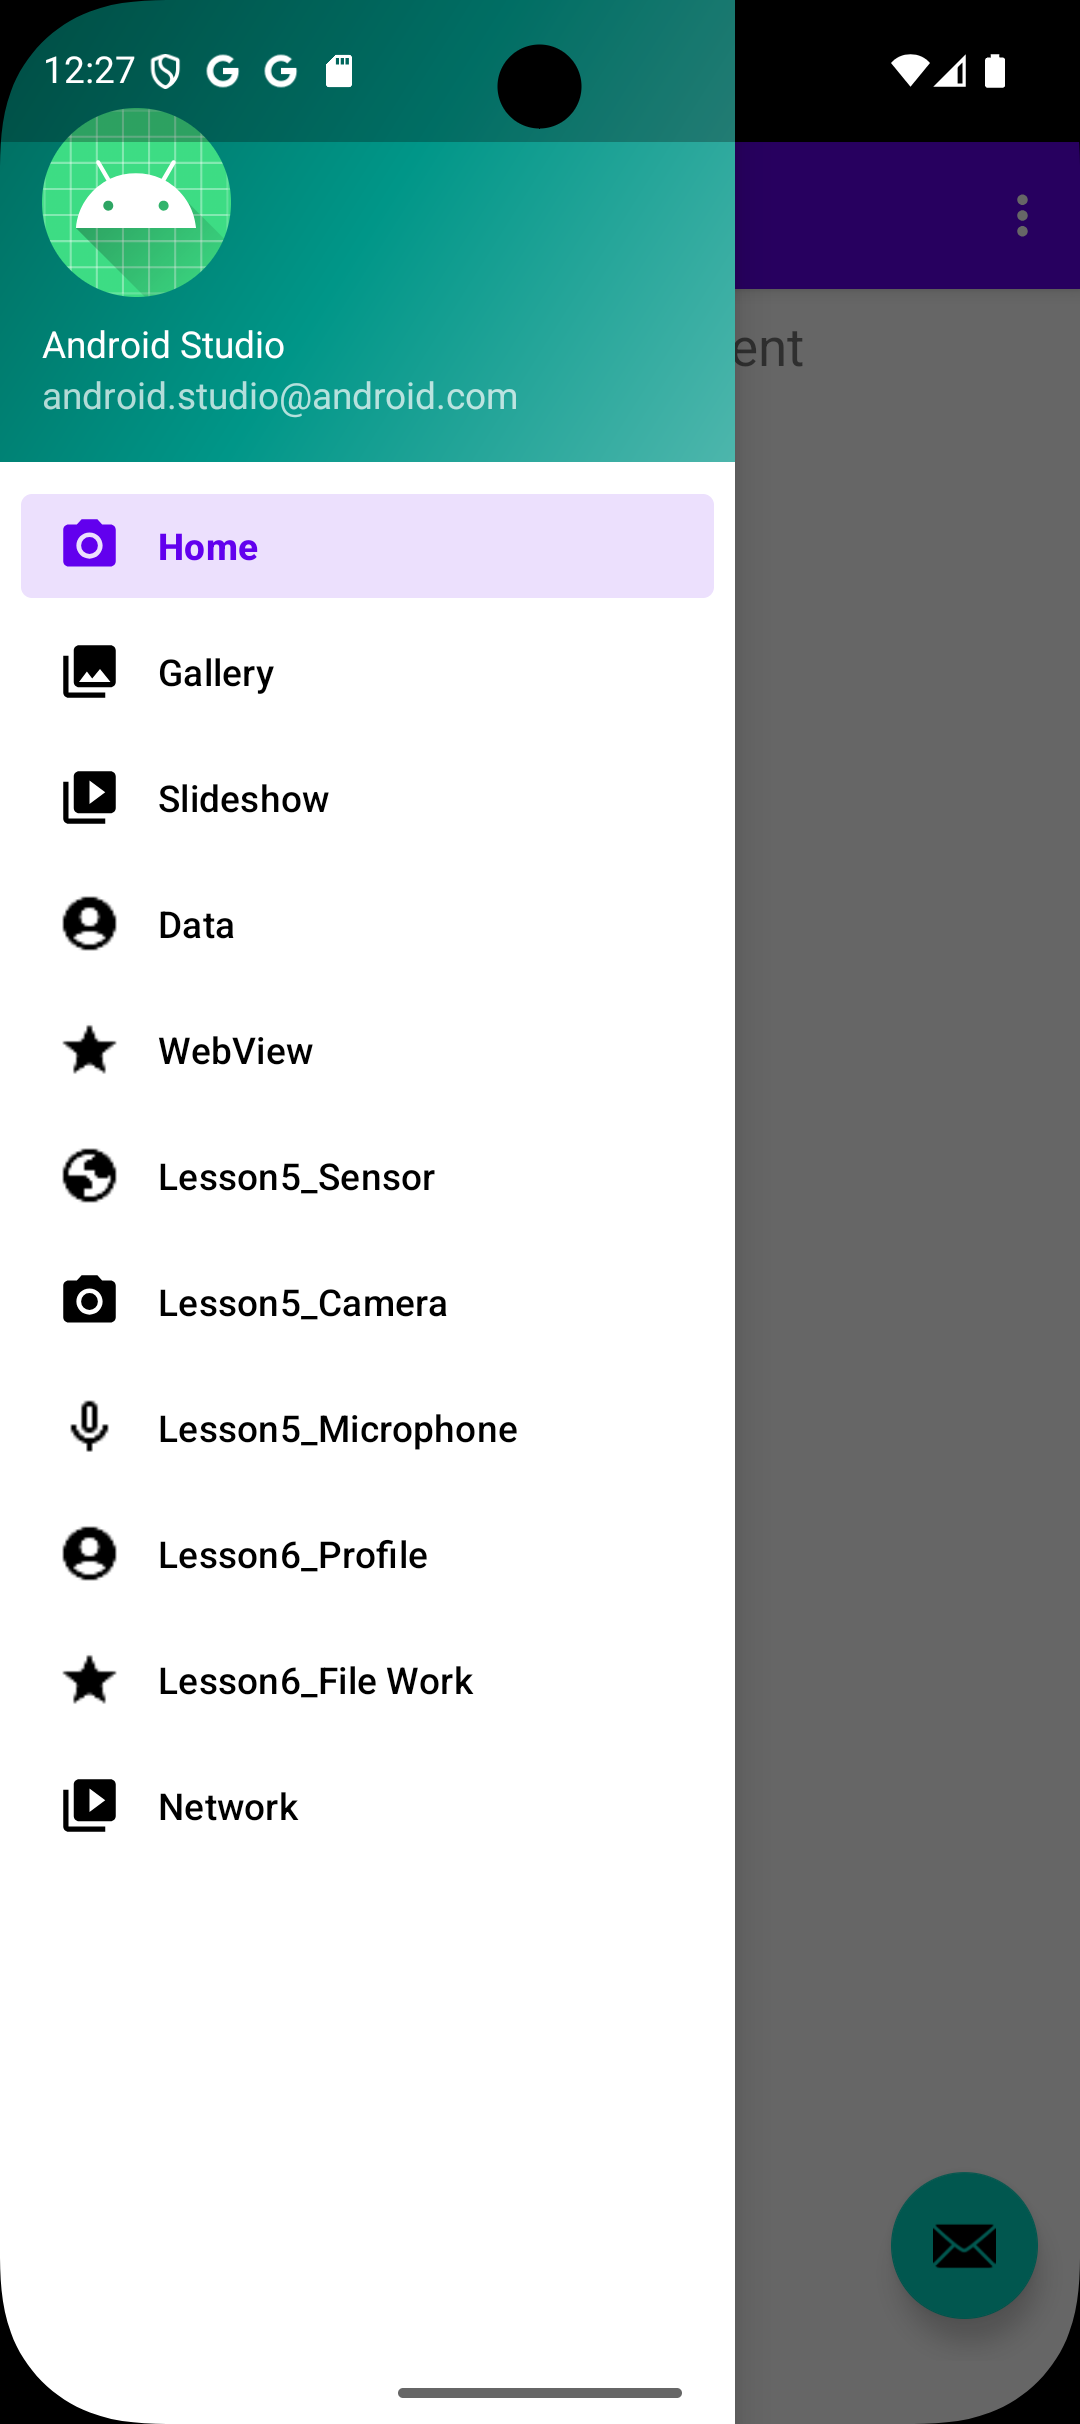 12:27
ent
Android Studio
android.studio@android.com
Home
Gallery
Slideshow
Data
WebView
Lesson5_Sensor
Lesson5_Camera
Lesson5_Microphone
Lesson6_Profile
Lesson6_File Work
Network